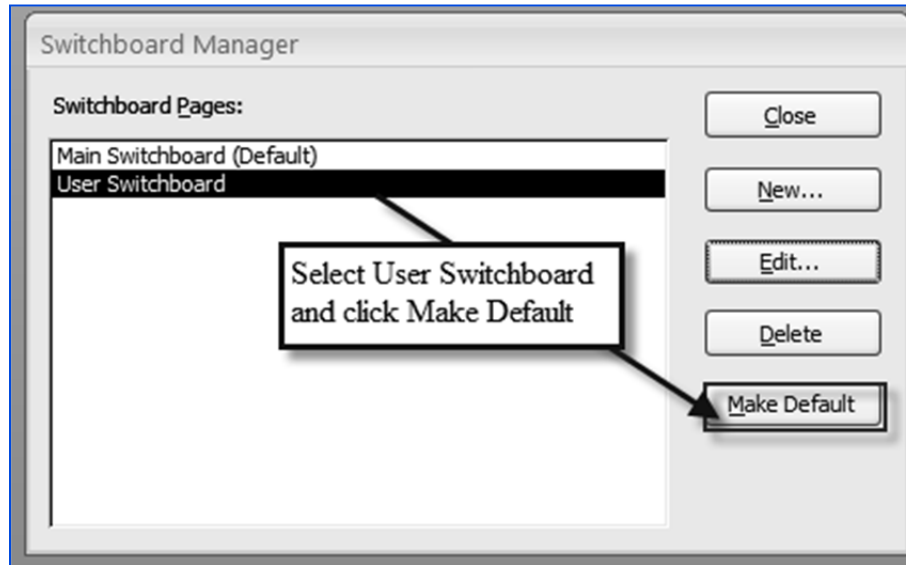 Switchboard Manager
Switchboard Pages:
Close
Main Switchboard (Default)
User Switchboard
New...
Select User Switchboard
and click Make Default
Edit...
Delete
Make Default